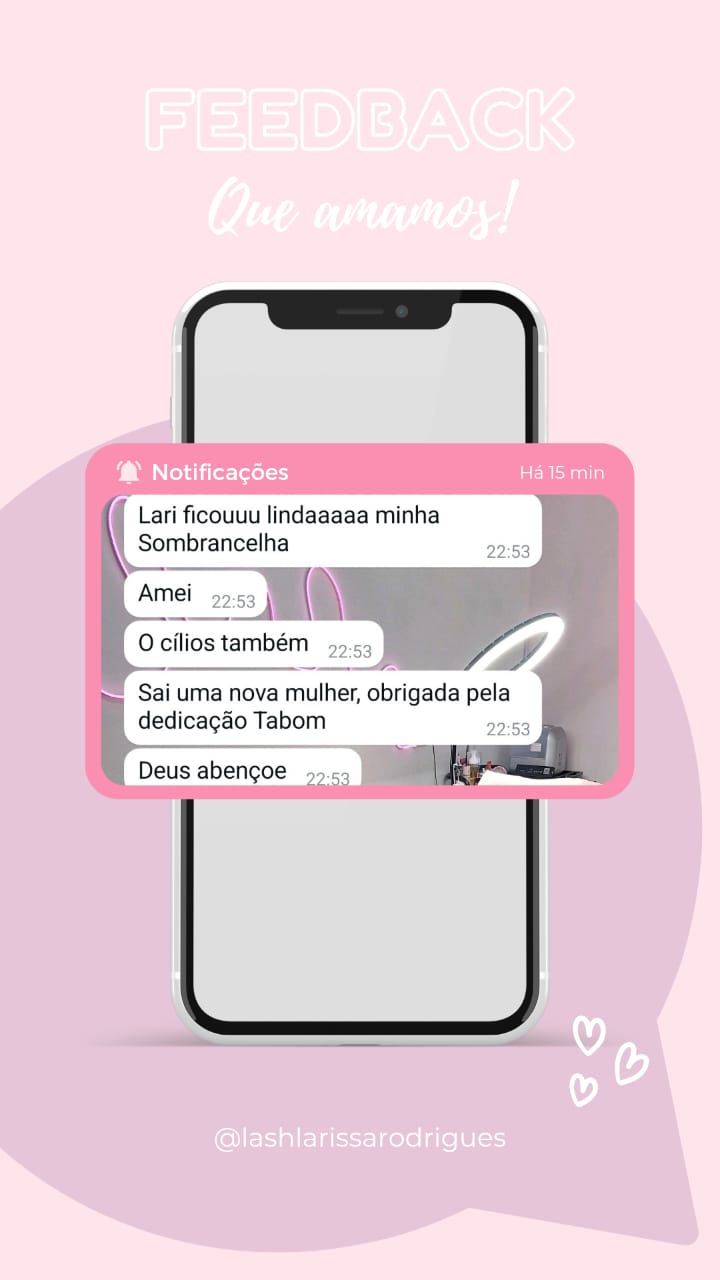 FEEDBACK
Que amamos!
Notificações
Há 15 min
Lari ficouuu lindaaaaa minha
Sombrancelha
22:53
Amei
22:53
O cílios também
22:53
Sai uma nova mulher, obrigada pela
dedicação Tabom
22:53
Deus abençoe
22:53
@lashlarissarodrigues